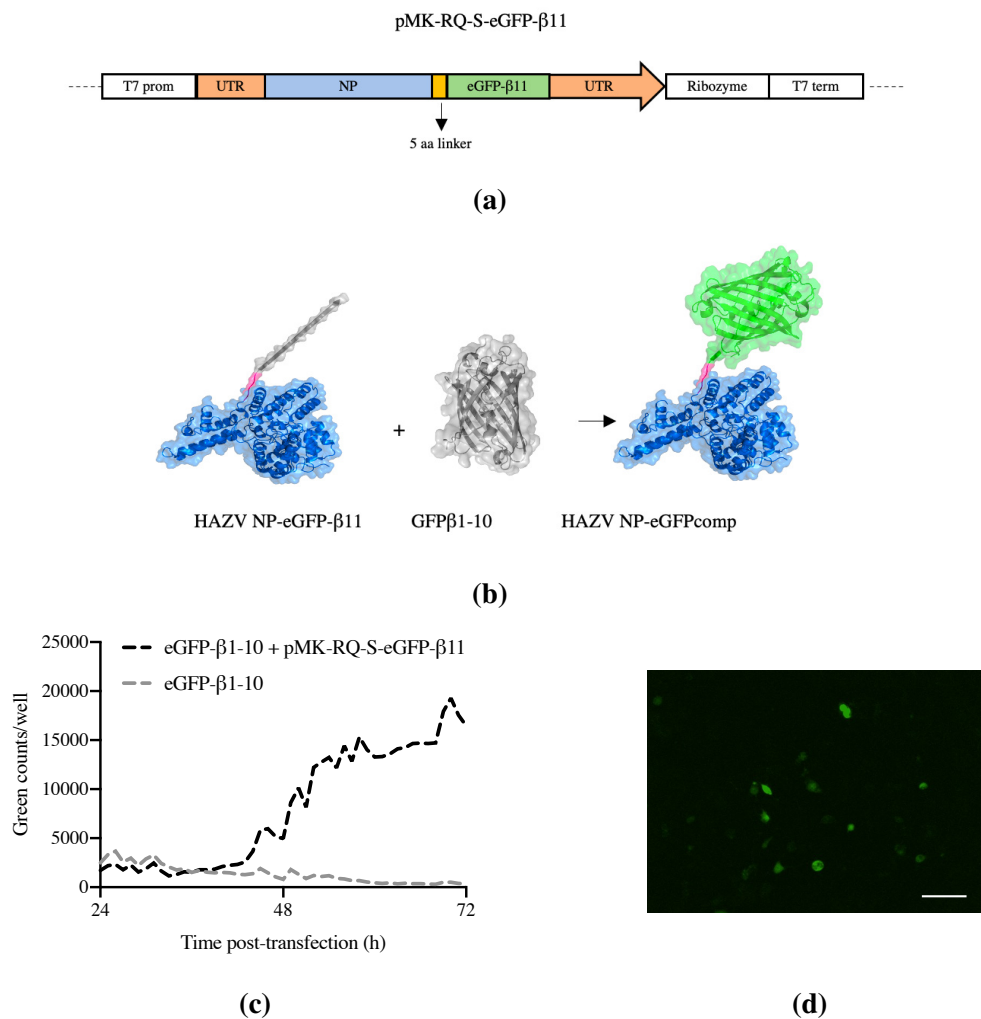 pMK-RQ-S-eGFP-β11
T7 prom UTR NP eGFP-β11 UTR Ribozyme T7 term
5 aa linker
(a)
+
HAZV NP-eGFP-β11 GFPβ1-10 HAZV NP-eGFPcomp
(b)
25000
20000
15000
10000
5000
0
Green counts/well
eGFP-β1-10 + pMK-RQ-S-eGFP-β11
eGFP-β1-10
24 48 72
Time post-transfection (h)
(c) (d)